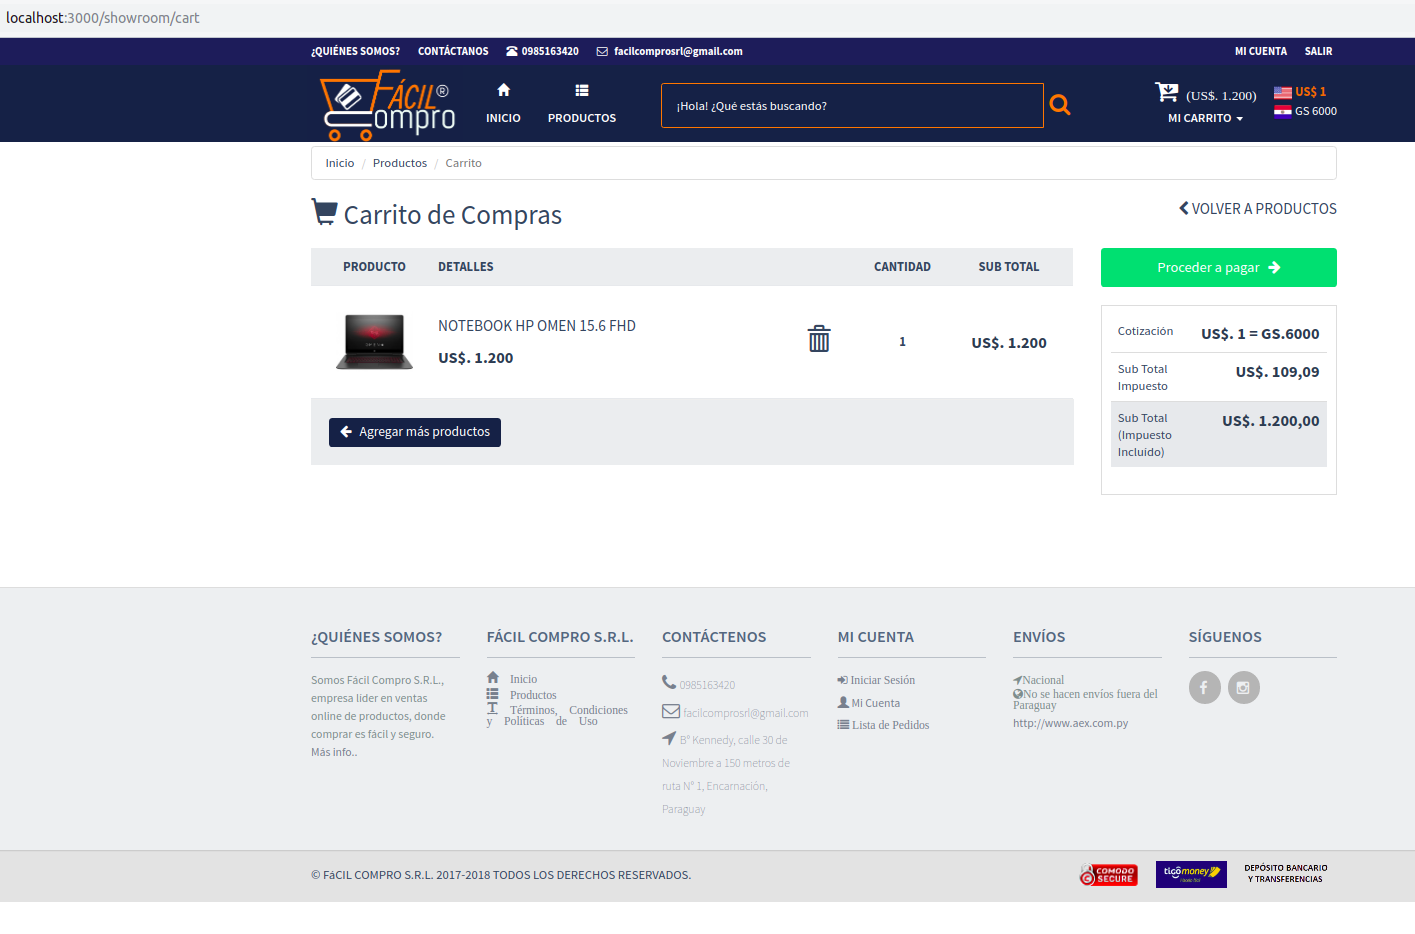 localhost:3000/showroom/cart
¿QUIÉNES SOMOS? CONTÁCTANOS 0985163420 facilcomprosrl@gmail.com MI CUENTA SALIR
FÁCIL®
Compro
INICIO PRODUCTOS
¡Hola! ¿Qué estás buscando?
(US$. 1.200)
MI CARRITO
US$ 1
GS 6000
Inicio / Productos / Carrito
Carrito de Compras
VOLVER A PRODUCTOS
PRODUCTO DETALLES CANTIDAD SUB TOTAL
NOTEBOOK HP OMEN 15.6 FHD
US$. 1.200
1 US$. 1.200
Agregar más productos
Proceder a pagar
Cotización US$. 1 = GS.6000
Sub Total US$. 109,09
Impuesto
Sub Total US$. 1.200,00
(Impuesto
Incluido)
¿QUIÉNES SOMOS?
Somos Fácil Compro S.R.L.,
empresa líder en ventas
online de productos, donde
comprar es fácil y seguro.
Más info..
FÁCIL COMPRO S.R.L.
Inicio
Productos
Términos, Condiciones
y Políticas de Uso
CONTÁCTENOS
0985163420
facilcomprosrl@gmail.com
B° Kennedy, calle 30 de
Noviembre a 150 metros de
ruta N° 1, Encarnación,
Paraguay
MI CUENTA
Iniciar Sesión
Mi Cuenta
Lista de Pedidos
ENVÍOS
Nacional
No se hacen envíos fuera del
Paraguay
http://www.aex.com.py
SÍGUENOS
© FáCIL COMPRO S.R.L. 2017-2018 TODOS LOS DERECHOS RESERVADOS.
COMODO
SECURE
tigo money
DEPÓSITO BANCARIO
Y TRANSFERENCIAS